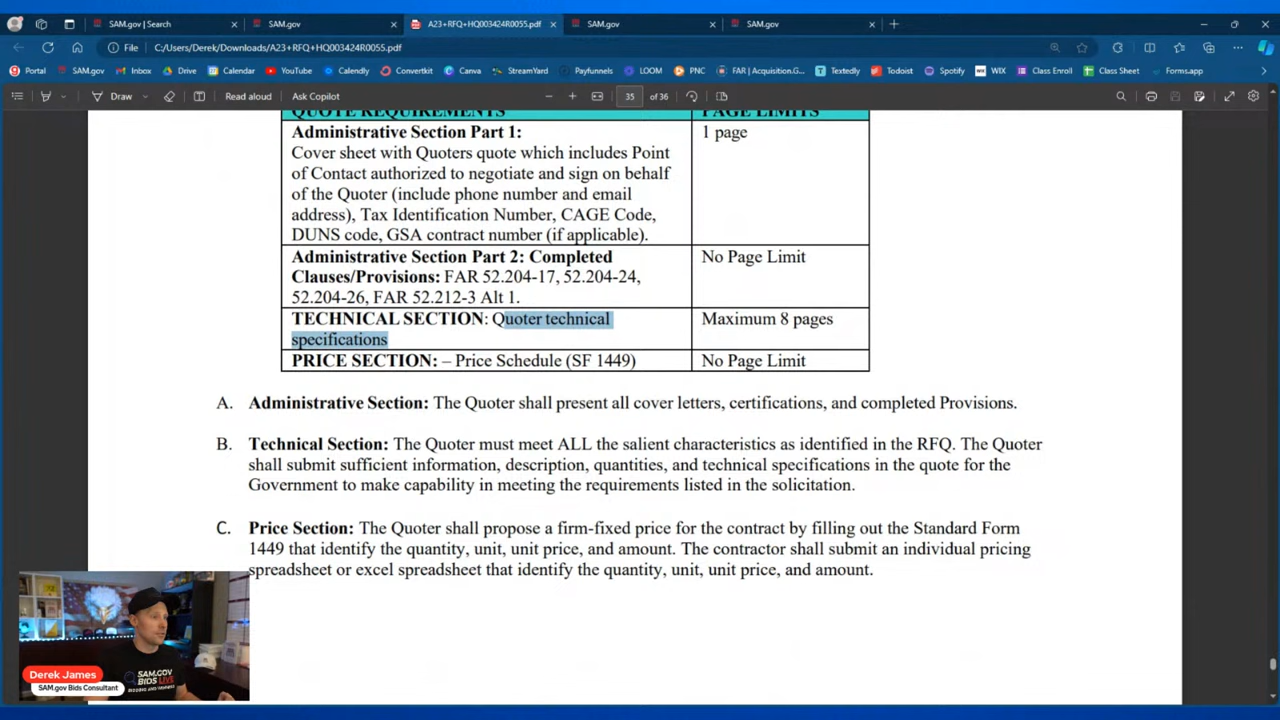 SAM.gov | Search
SAM.gov
A23+RFQ+HQ003424R0055.pdf
SAM.gov
SAM.gov
File
C:/Users/Derek/Downloads/A23+RFQ+HQ003424R0055.pdf
Portal
SAM.gov
Inbox
Drive
Calendar
YouTube
Calendly
Convertkit
Canva
StreamYard
Payfunnels
LOOM
PNC
FAR | Acquisition.G...
Textedly
Todoist
Spotify
WIX
Class Enroll
Class Sheet
Forms.app
Draw
Read aloud
Ask Copilot
35
of 36
QUOTE REQUIREMENTS
PAGE LIMITS
Administrative Section Part 1:
1 page
Cover sheet with Quoters quote which includes Point
of Contact authorized to negotiate and sign on behalf
of the Quoter (include phone number and email
address), Tax Identification Number, CAGE Code,
DUNS code, GSA contract number (if applicable).
Administrative Section Part 2: Completed
No Page Limit
Clauses/Provisions: FAR 52.204-17, 52.204-24,
52.204-26, FAR 52.212-3 Alt 1.
TECHNICAL SECTION: Quoter technical
Maximum 8 pages
specifications
PRICE SECTION: – Price Schedule (SF 1449)
No Page Limit
A. Administrative Section: The Quoter shall present all cover letters, certifications, and completed Provisions.
B. Technical Section: The Quoter must meet ALL the salient characteristics as identified in the RFQ. The Quoter
shall submit sufficient information, description, quantities, and technical specifications in the quote for the
Government to make capability in meeting the requirements listed in the solicitation.
C. Price Section: The Quoter shall propose a firm-fixed price for the contract by filling out the Standard Form
1449 that identify the quantity, unit, unit price, and amount. The contractor shall submit an individual pricing
spreadsheet or excel spreadsheet that identify the quantity, unit, unit price, and amount.
SAM.GOV
BIDS LIVE
Derek James
SAM.gov Bids Consultant